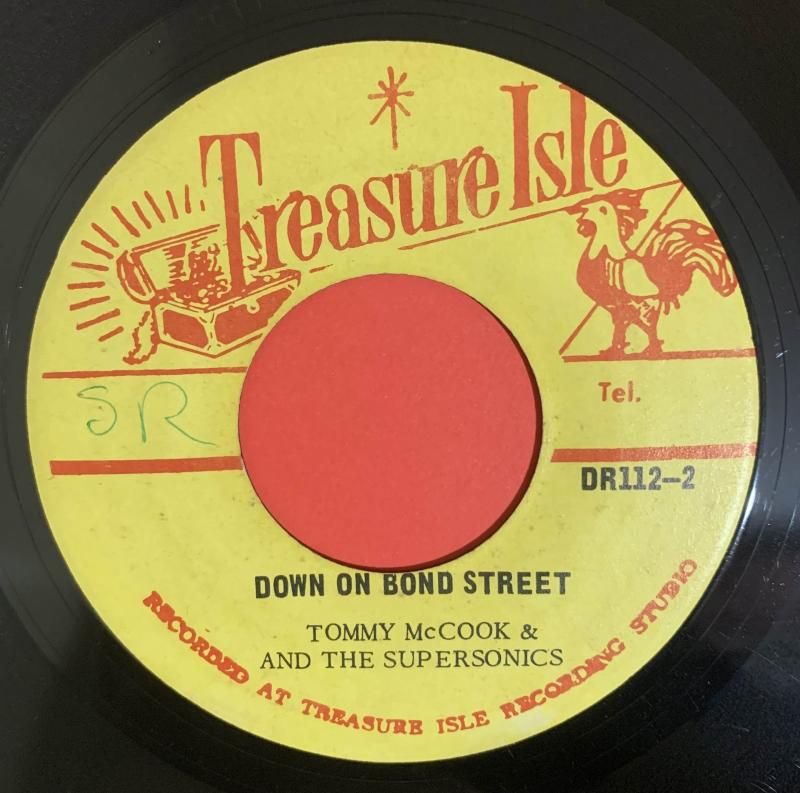 Treasure Isle
SR
Tel.
DR112-2
DOWN ON BOND STREET
TOMMY McCOOK &
AND THE SUPERSONICS
RECORDED AT TREASURE ISLE RECORDING STUDIO